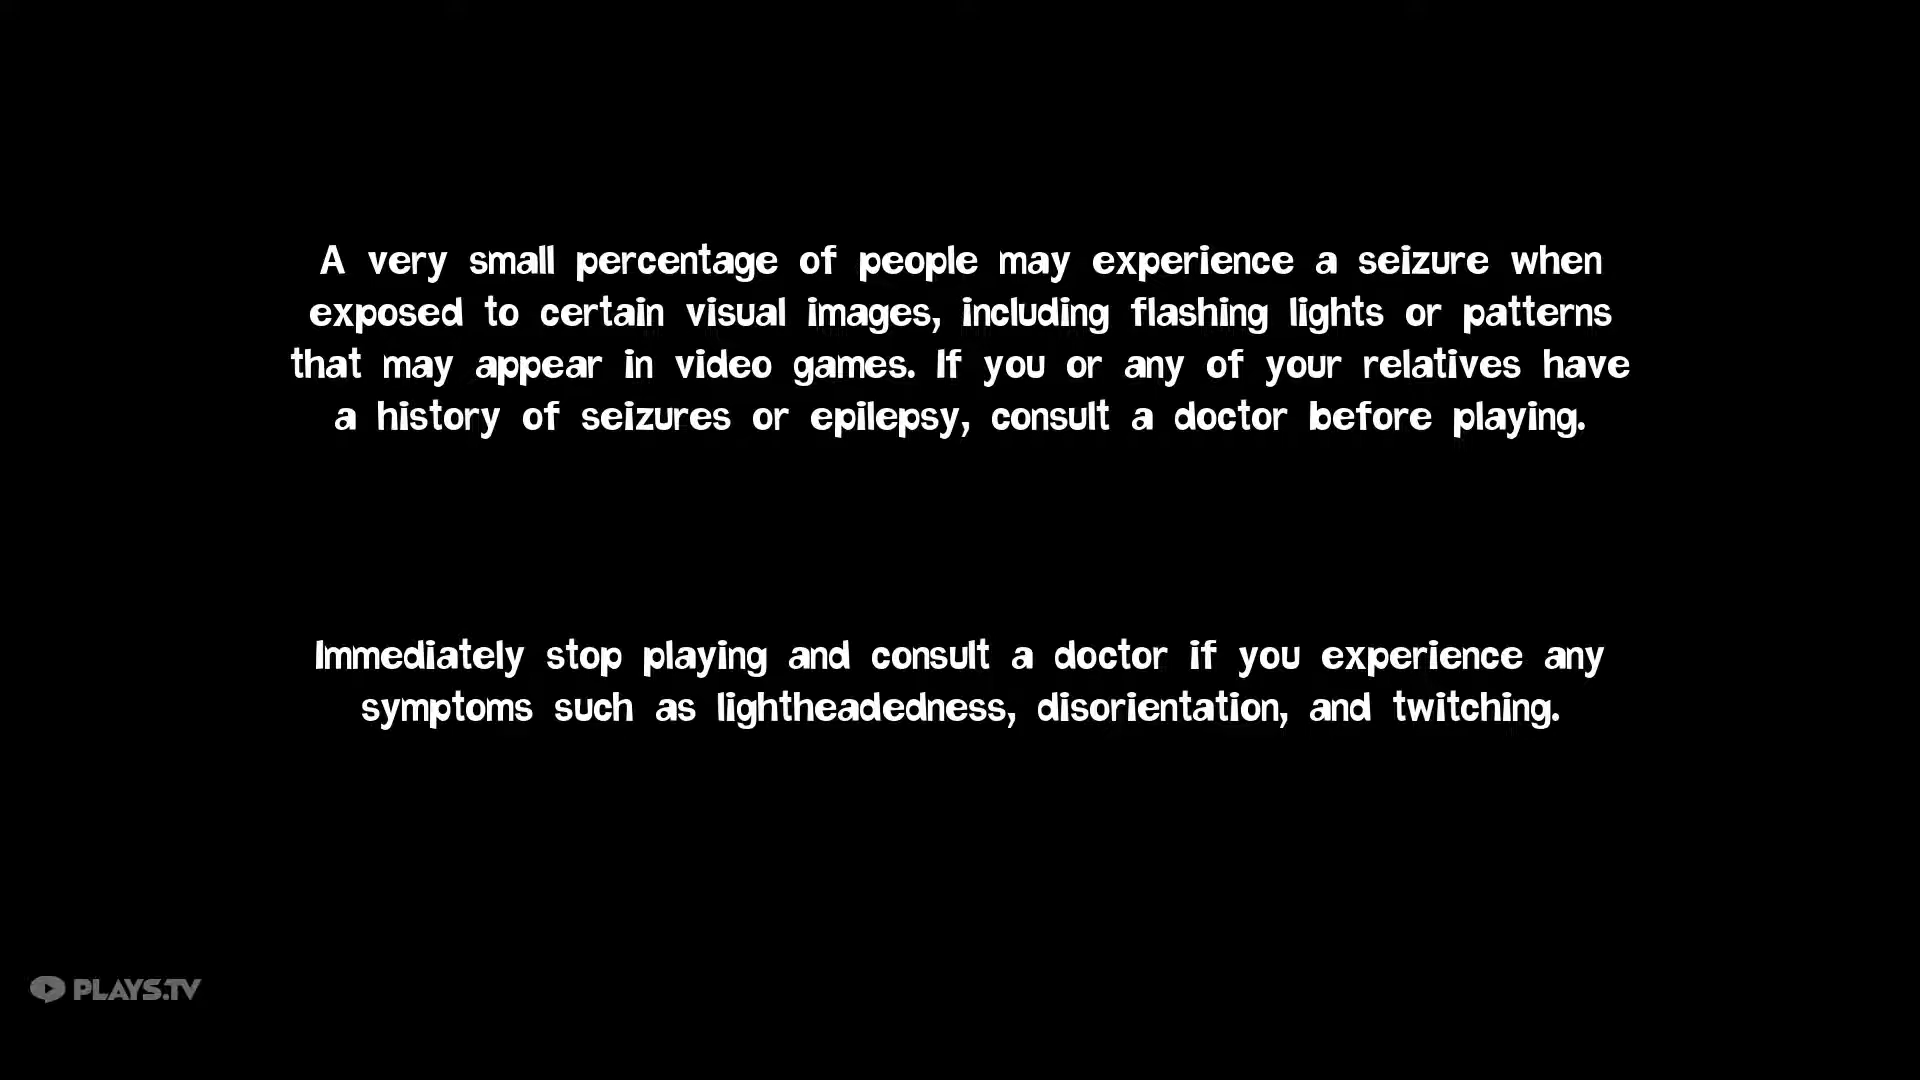 A very small percentage of people may experience a seizure when
exposed to certain visual images, including flashing lights or patterns
that may appear in video games. If you or any of your relatives have
a history of seizures or epilepsy, consult a doctor before playing.
Immediately stop playing and consult a doctor if you experience any
symptoms such as lightheadedness, disorientation, and twitching.
PLAYS.TV